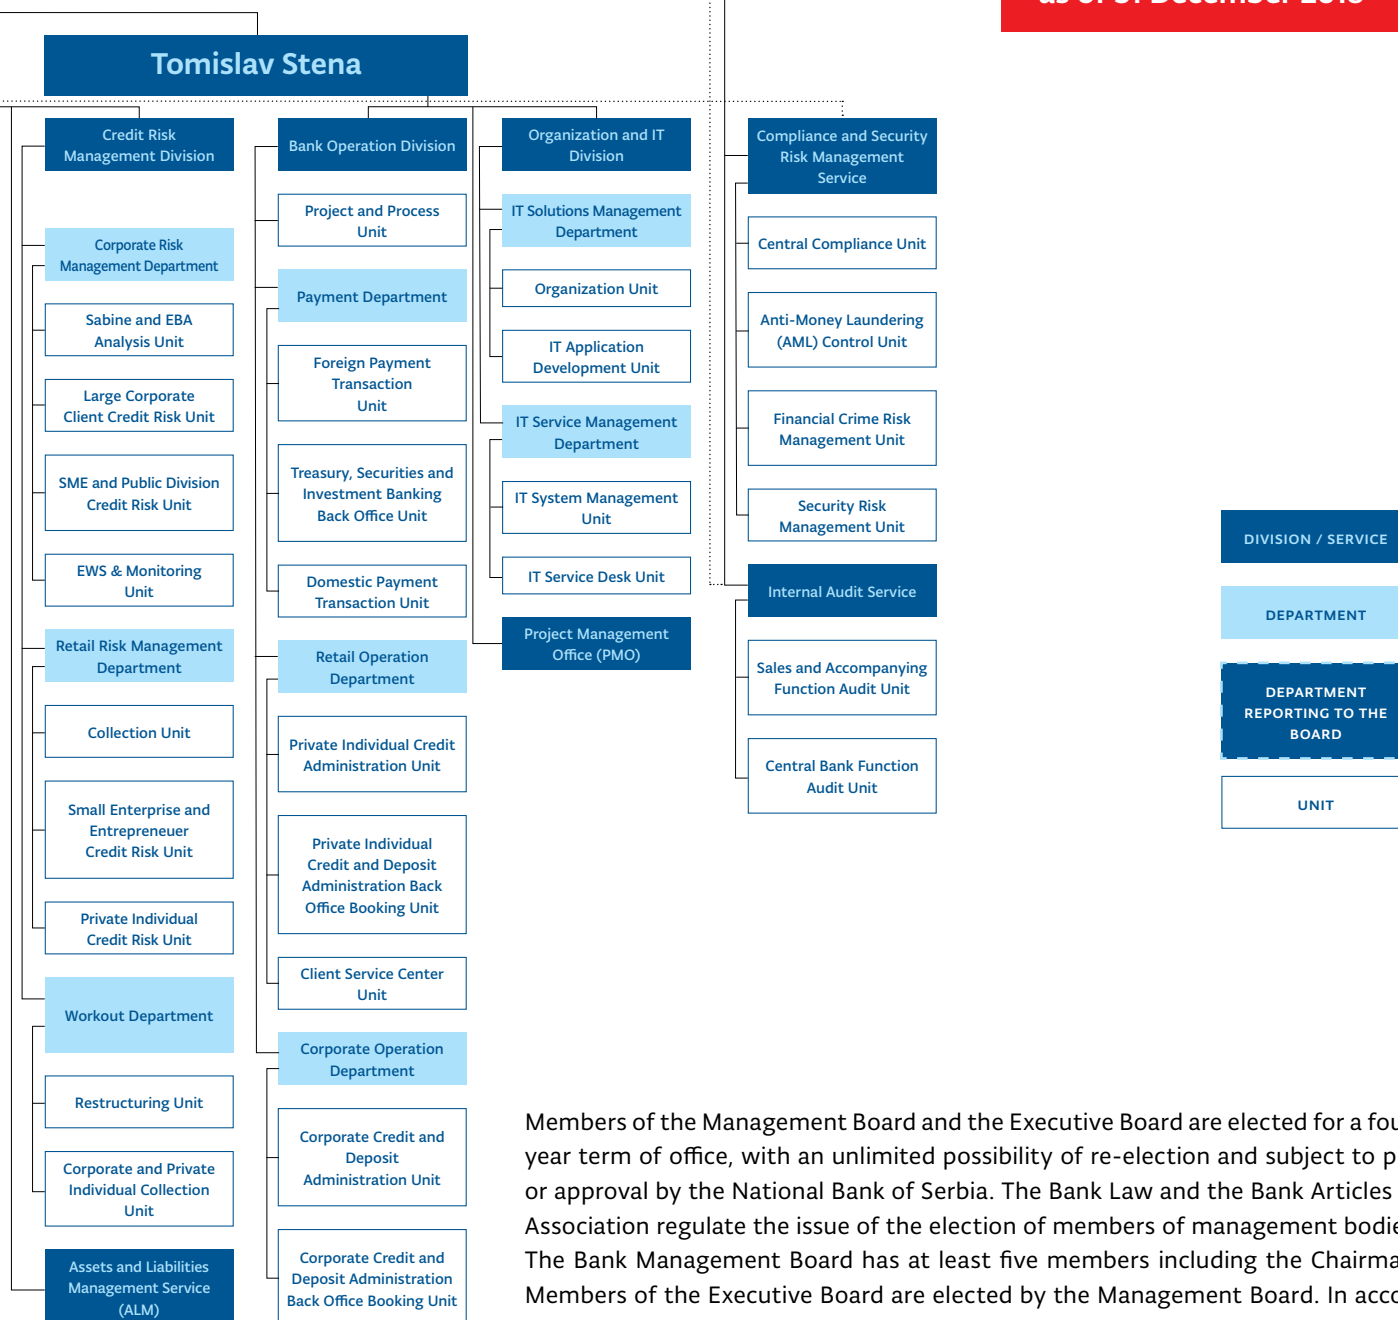 as of 31 December 2018
Tomislav Stena
Credit Risk
Management Division
Corporate Risk
Management Department
Sabine and EBA
Analysis Unit
Large Corporate
Client Credit Risk Unit
SME and Public Division
Credit Risk Unit
EWS & Monitoring
Unit
Retail Risk Management
Department
Collection Unit
Small Enterprise and
Entrepreneuer
Credit Risk Unit
Private Individual
Credit Risk Unit
Workout Department
Restructuring Unit
Corporate and Private
Individual Collection
Unit
Assets and Liabilities
Management Service
(ALM)
Bank Operation Division
Project and Process
Unit
Payment Department
Foreign Payment
Transaction
Unit
Treasury, Securities and
Investment Banking
Back Office Unit
Domestic Payment
Transaction Unit
Retail Operation
Department
Private Individual Credit
Administration Unit
Private Individual
Credit and Deposit
Administration Back
Office Booking Unit
Client Service Center
Unit
Corporate Operation
Department
Corporate Credit and
Deposit
Administration Unit
Corporate Credit and
Deposit Administration
Back Office Booking Unit
Organization and IT
Division
IT Solutions Management
Department
Organization Unit
IT Application
Development Unit
IT Service Management
Department
IT System Management
Unit
IT Service Desk Unit
Project Management
Office (PMO)
Compliance and Security
Risk Management
Service
Central Compliance Unit
Anti-Money Laundering
(AML) Control Unit
Financial Crime Risk
Management Unit
Security Risk
Management Unit
Internal Audit Service
Sales and Accompanying
Function Audit Unit
Central Bank Function
Audit Unit
DIVISION / SERVICE
DEPARTMENT
DEPARTMENT
REPORTING TO THE
BOARD
UNIT
Members of the Management Board and the Executive Board are elected for a fou
year term of office, with an unlimited possibility of re-election and subject to p
or approval by the National Bank of Serbia. The Bank Law and the Bank Articles
Association regulate the issue of the election of members of management bodie
The Bank Management Board has at least five members including the Chairma
Members of the Executive Board are elected by the Management Board. In acco